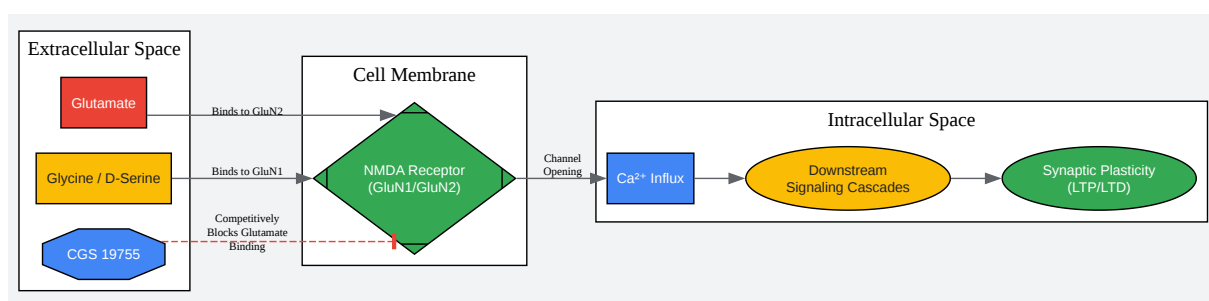 Extracellular Space
Glutamate
Glycine / D-Serine
CGS 19755
Binds to GluN2
Binds to GluN1
Competitively
Blocks Glutamate
Binding
Cell Membrane
NMDA Receptor
(GluN1/GluN2)
Channel
Opening
Intracellular Space
Ca²⁺ Influx
Downstream
Signaling Cascades
Synaptic Plasticity
(LTP/LTD)